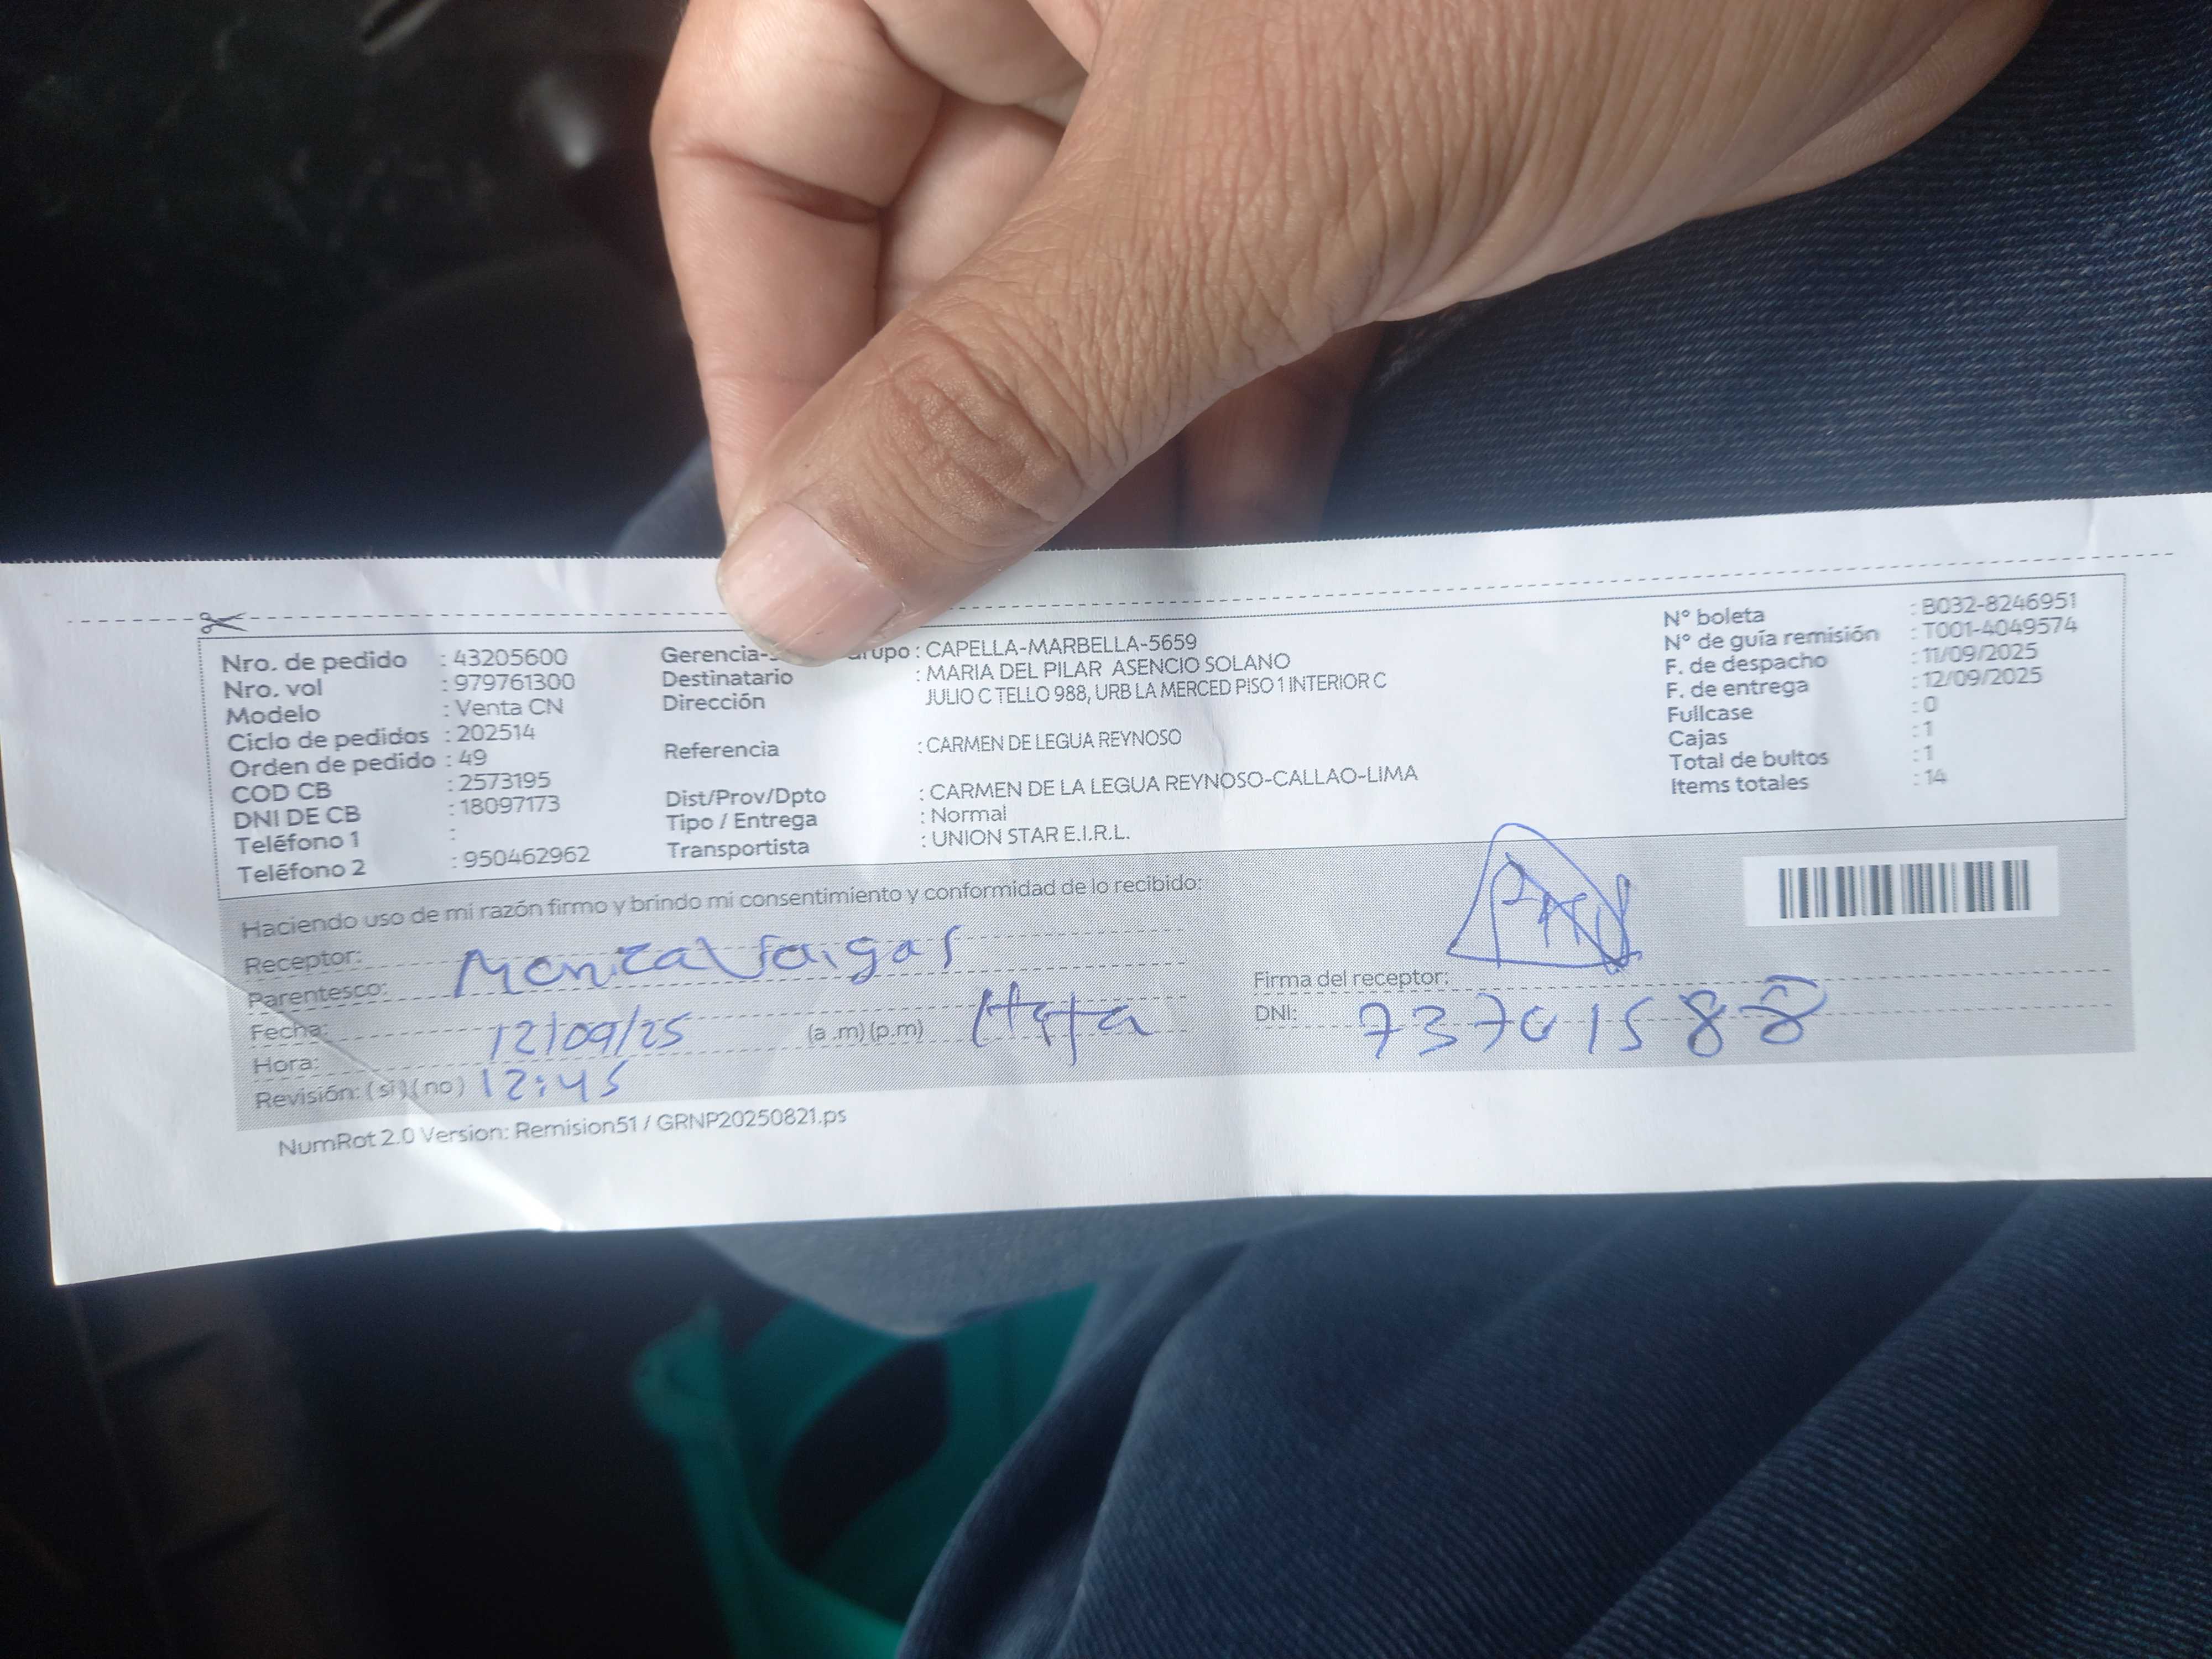 Nro. de pedido : 43205600
Nro. vol : 979761300
Modelo : Venta CN
Ciclo de pedidos : 202514
Orden de pedido : 49
COD CB : 2573195
DNI DE CB : 18097173
Teléfono 1 :
Teléfono 2 : 950462962
Gerencia- Grupo : CAPELLA-MARBELLA-5659
Destinatario : MARIA DEL PILAR ASENCIO SOLANO
Dirección JULIO C TELLO 988, URB LA MERCED PISO 1 INTERIOR C
Referencia : CARMEN DE LEGUA REYNOSO
Dist/Prov/Dpto : CARMEN DE LA LEGUA REYNOSO-CALLAO-LIMA
Tipo / Entrega : Normal
Transportista : UNION STAR E.I.R.L.
N° boleta : B032-8246951
N° de guía remisión : T001-4049574
F. de despacho : 11/09/2025
F. de entrega : 12/09/2025
Fullcase : 0
Cajas : 1
Total de bultos : 1
Items totales : 14
Haciendo uso de mi razón firmo y brindo mi consentimiento y conformidad de lo recibido:
Receptor: Monica Vargas
Parentesco: Hija
Fecha: 12/09/25 (a.m) (p.m)
Hora: 12:45
Revisión: (si) (no)
Firma del receptor:
DNI: 73701588
NumRot 2.0 Version: Remision51 / GRNP20250821.ps